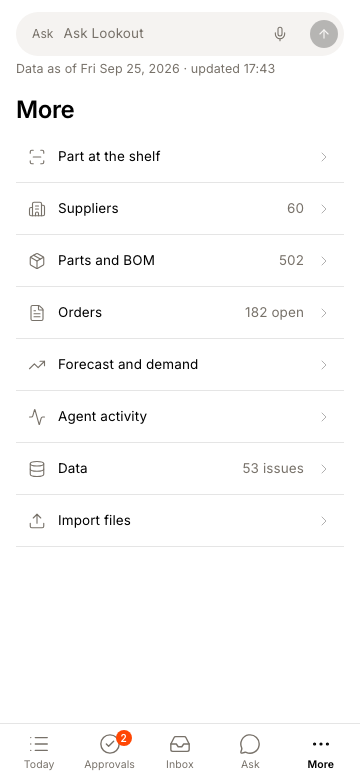 Ask Ask Lookout
Data as of Fri Sep 25, 2026 · updated 17:43
More
Part at the shelf
Suppliers 60
Parts and BOM 502
Orders 182 open
Forecast and demand
Agent activity
Data 53 issues
Import files
2
Today Approvals Inbox Ask More